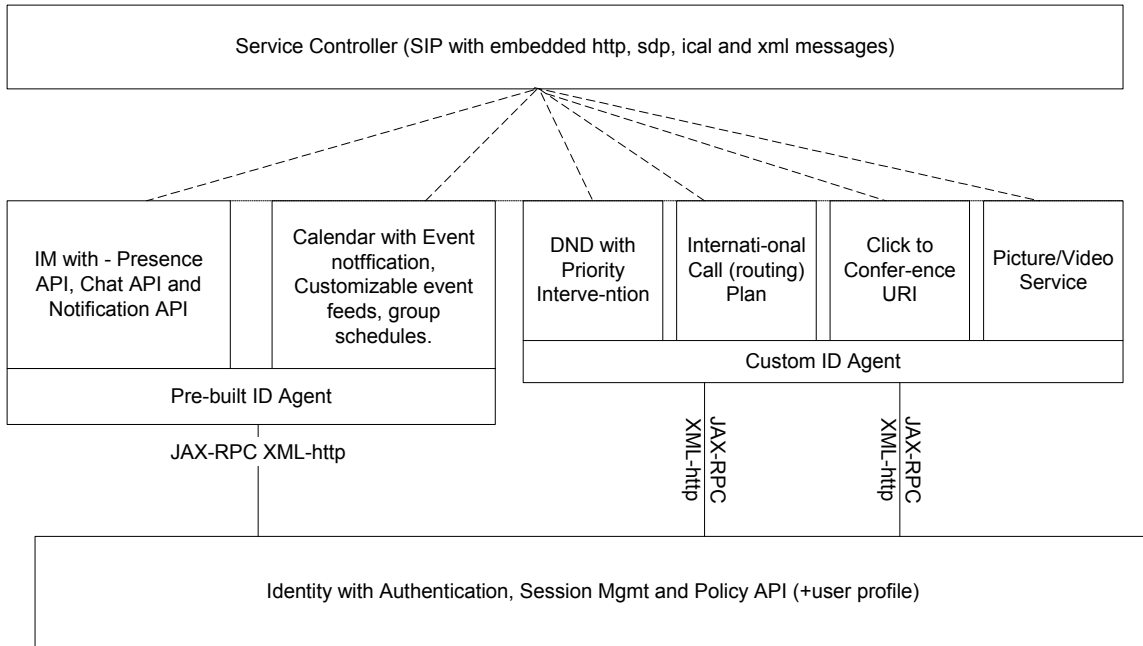 Service Controller (SIP with embedded http, sdp, ical and xml messages)
IM with - Presence
API, Chat API and
Notification API
Calendar with Event
notffication,
Customizable event
feeds, group
schedules.
DND with
Priority
Interve-ntion
Internati-onal
Call (routing)
Plan
Click to
Confer-ence
URI
Picture/Video
Service
Pre-built ID Agent
Custom ID Agent
JAX-RPC XML-http
JAX-RPC
XML-http
JAX-RPC
XML-http
Identity with Authentication, Session Mgmt and Policy API (+user profile)